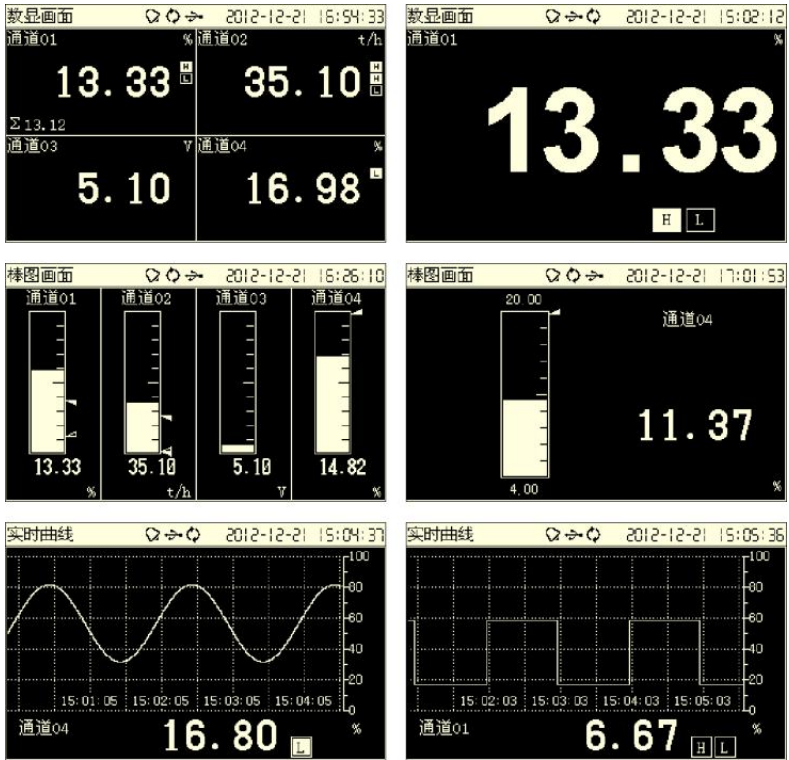 数显画面 2012-12-21 16:54:33
通道01 % 通道02 t/h
13.33 H L 35.10 H H L
Σ13.12
通道03 V 通道04 %
5.10 16.98 L
数显画面 2012-12-21 15:02:12
通道01 %
13.33
H L
棒图画面 2012-12-21 16:26:10
通道01 通道02 通道03 通道04
13.33 35.10 5.10 14.82
% t/h V %
棒图画面 2012-12-21 17:01:53
20.00
通道04
11.37
4.00 %
实时曲线 2012-12-21 15:04:37
100
80
60
40
20
15:01:05 15:02:05 15:03:05 15:04:05 0
通道04 16.80 L %
实时曲线 2012-12-21 15:05:36
100
80
60
40
20
15:02:03 15:03:03 15:04:03 15:05:03 0
通道01 6.67 H L %